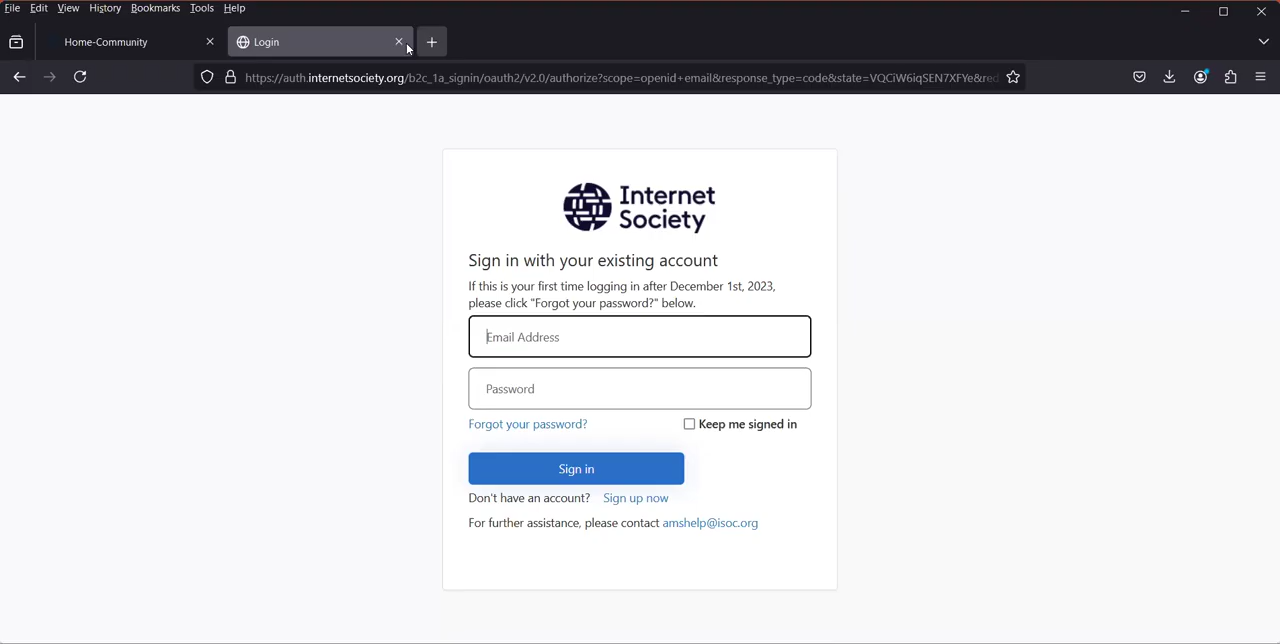 File Edit View History Bookmarks Tools Help
Home-Community
Login
https://auth.internetsociety.org/b2c_1a_signin/oauth2/v2.0/authorize?scope=openid+email&response_type=code&state=VQCiW6iqSEN7XFYe&red
Internet
Society
Sign in with your existing account
If this is your first time logging in after December 1st, 2023,
please click "Forgot your password?" below.
Email Address
Password
Forgot your password? Keep me signed in
Sign in
Don't have an account? Sign up now
For further assistance, please contact amshelp@isoc.org